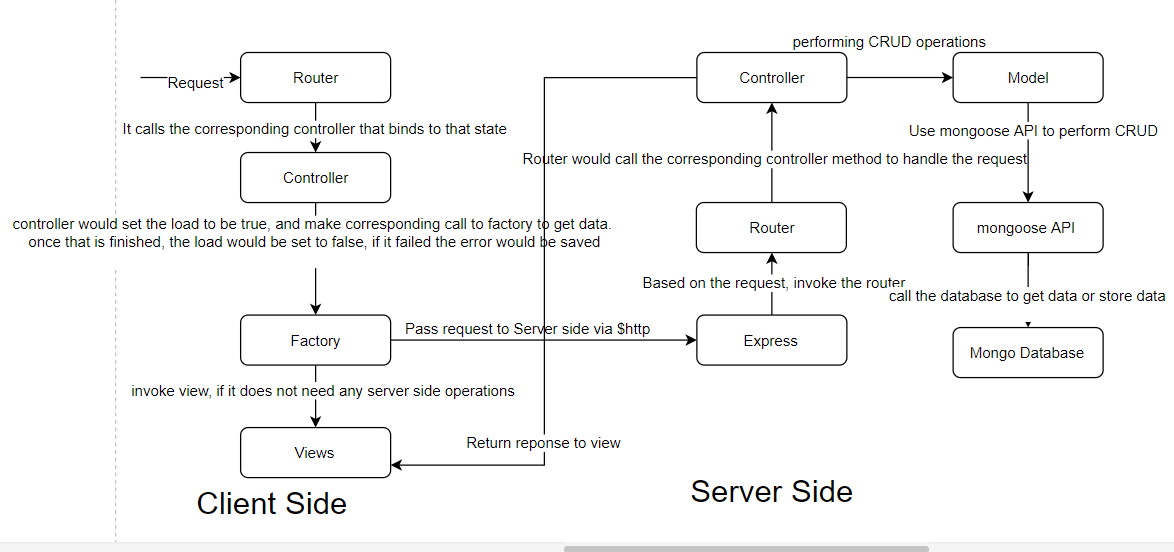 performing CRUD operations
Request
Router
Controller
Model
It calls the corresponding controller that binds to that state
Use mongoose API to perform CRUD
Router would call the corresponding controller method to handle the request
Controller
controller would set the load to be true, and make corresponding call to factory to get data.
once that is finished, the load would be set to false, if it failed the error would be saved
Router
mongoose API
Based on the request, invoke the router
call the database to get data or store data
Pass request to Server side via $http
Factory
Express
Mongo Database
invoke view, if it does not need any server side operations
Return reponse to view
Views
Client Side
Server Side